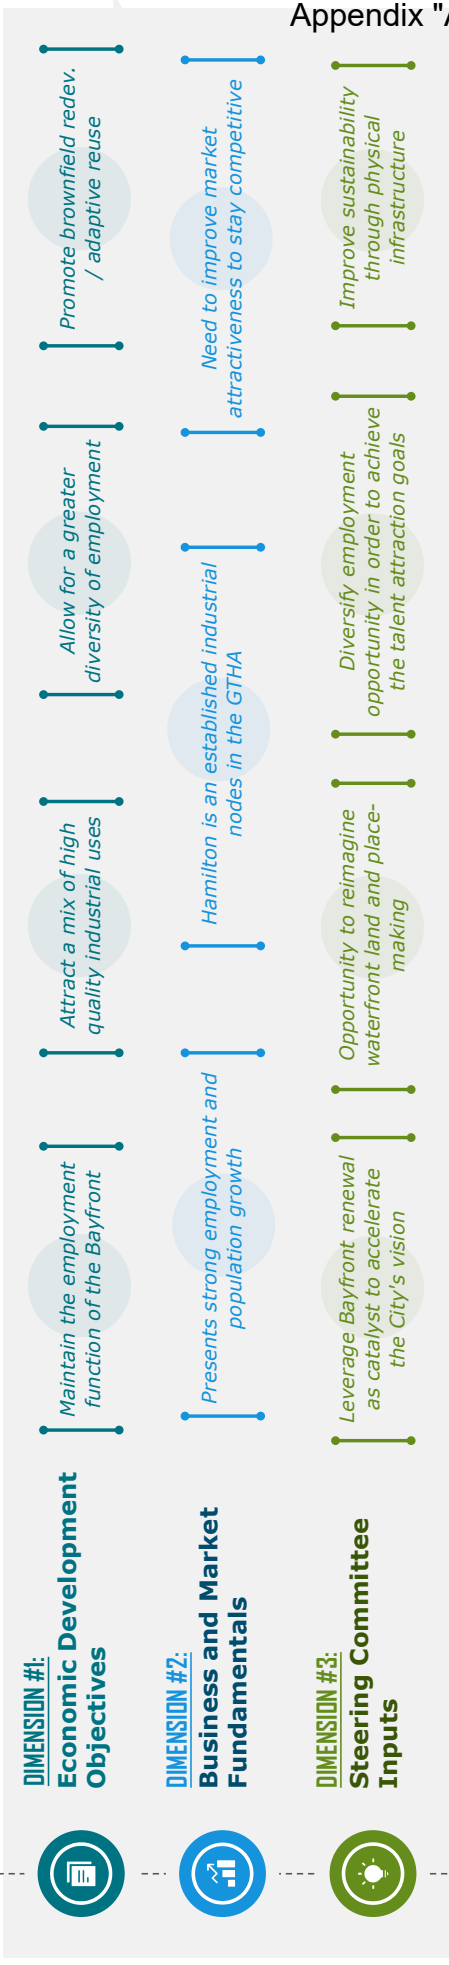 Appendix "A
DIMENSION #1:
Economic Development
Objectives
Maintain the employment
function of the Bayfront
Attract a mix of high
quality industrial uses
Allow for a greater
diversity of employment
Promote brownfield redev.
/ adaptive reuse
DIMENSION #2:
Business and Market
Fundamentals
Presents strong employment and
population growth
Hamilton is an established industrial
nodes in the GTHA
Need to improve market
attractiveness to stay competitive
DIMENSION #3:
Steering Committee
Inputs
Leverage Bayfront renewal
as catalyst to accelerate
the City's vision
Opportunity to reimagine
waterfront land and place-
making
Diversify employment
opportunity in order to achieve
the talent attraction goals
Improve sustainability
through physical
infrastructure